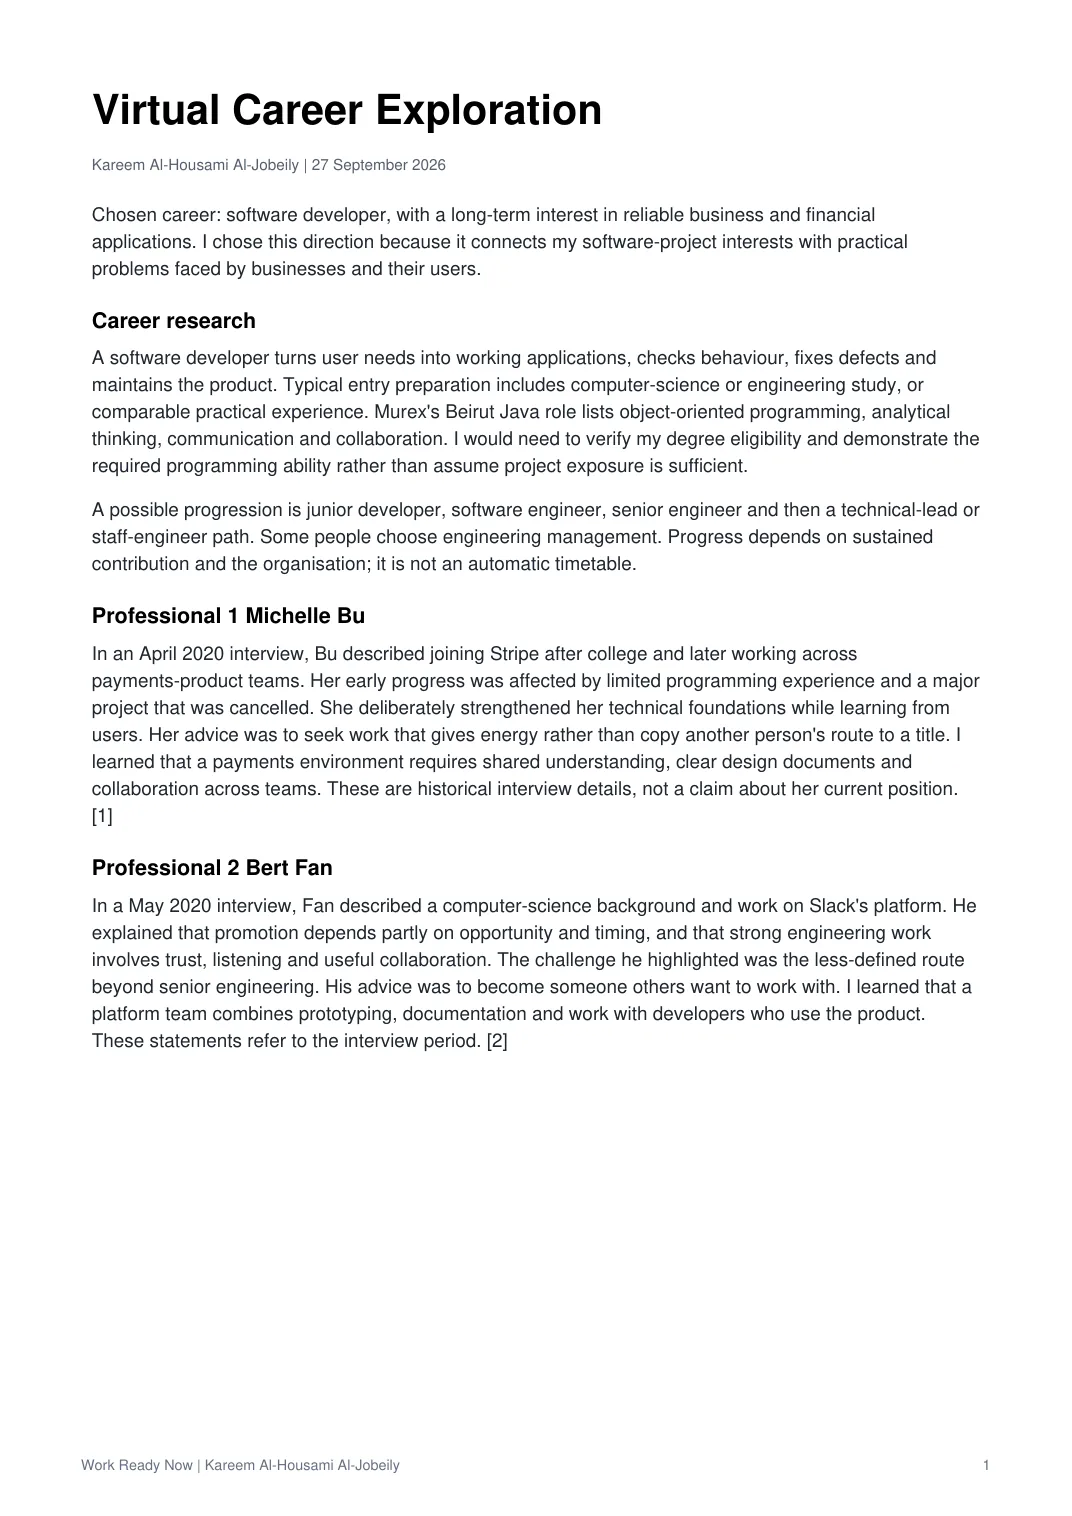 Virtual Career Exploration
Kareem Al-Housami Al-Jobeily | 27 September 2026
Chosen career: software developer, with a long-term interest in reliable business and financial
applications. I chose this direction because it connects my software-project interests with practical
problems faced by businesses and their users.
Career research
A software developer turns user needs into working applications, checks behaviour, fixes defects and
maintains the product. Typical entry preparation includes computer-science or engineering study, or
comparable practical experience. Murex's Beirut Java role lists object-oriented programming, analytical
thinking, communication and collaboration. I would need to verify my degree eligibility and demonstrate the
required programming ability rather than assume project exposure is sufficient.
A possible progression is junior developer, software engineer, senior engineer and then a technical-lead or
staff-engineer path. Some people choose engineering management. Progress depends on sustained
contribution and the organisation; it is not an automatic timetable.
Professional 1 Michelle Bu
In an April 2020 interview, Bu described joining Stripe after college and later working across
payments-product teams. Her early progress was affected by limited programming experience and a major
project that was cancelled. She deliberately strengthened her technical foundations while learning from
users. Her advice was to seek work that gives energy rather than copy another person's route to a title. I
learned that a payments environment requires shared understanding, clear design documents and
collaboration across teams. These are historical interview details, not a claim about her current position.
[1]
Professional 2 Bert Fan
In a May 2020 interview, Fan described a computer-science background and work on Slack's platform. He
explained that promotion depends partly on opportunity and timing, and that strong engineering work
involves trust, listening and useful collaboration. The challenge he highlighted was the less-defined route
beyond senior engineering. His advice was to become someone others want to work with. I learned that a
platform team combines prototyping, documentation and work with developers who use the product.
These statements refer to the interview period. [2]
Work Ready Now | Kareem Al-Housami Al-Jobeily
1